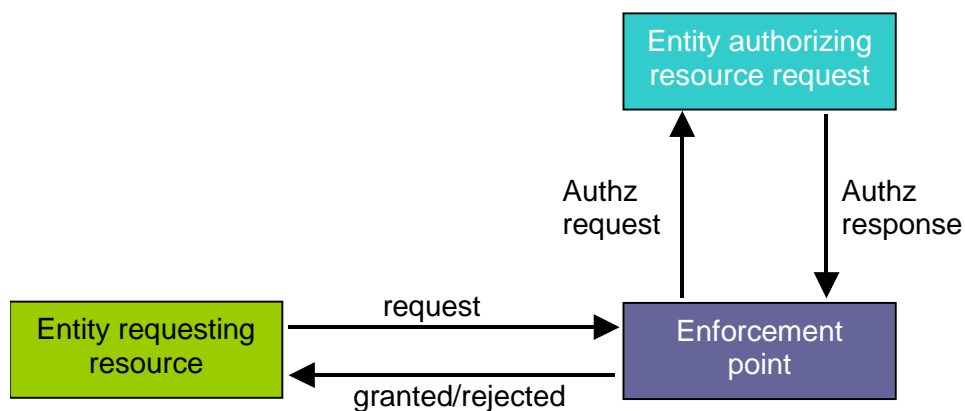 Entity authorizing
resource request
Authz
request
Authz
response
Entity requesting
resource
request
granted/rejected
Enforcement
point